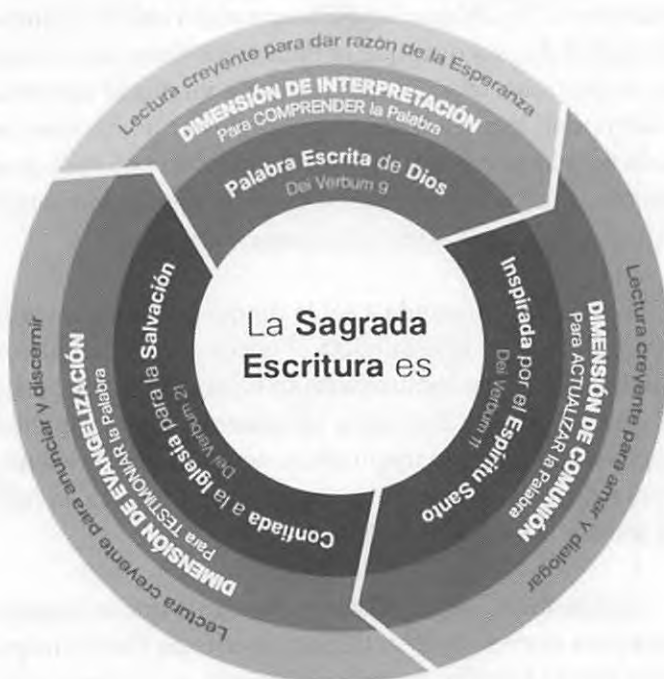 La Sagrada
Escritura es
Lectura creyente para dar razón de la Esperanza
DIMENSIÓN DE INTERPRETACIÓN
Para COMPRENDER la Palabra
Palabra Escrita de Dios
Dei Verbum 9
Lectura creyente para amar y dialogar
DIMENSIÓN DE COMUNIÓN
Para ACTUALIZAR la Palabra
Inspirada por el Espíritu Santo
Dei Verbum 11
Lectura creyente para anunciar y discernir
DIMENSIÓN DE EVANGELIZACIÓN
Para TESTIMONIAR la Palabra
Confiada a la Iglesia para la Salvación
Dei Verbum 21